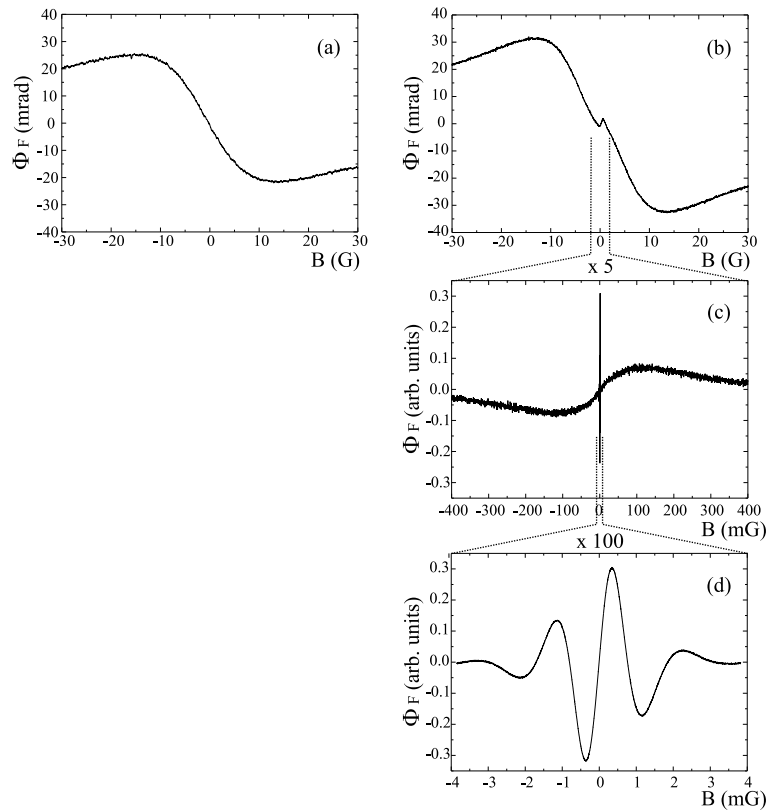 (a)
40
30
20
10
0
-10
-20
-30
-40
Φ F (mrad)
-30 -20 -10 0 10 20 30
B (G)
(b)
40
30
20
10
0
-10
-20
-30
-40
Φ F (mrad)
-30 -20 -10 0 10 20 30
B (G)
x 5
(c)
0.3
0.2
0.1
0.0
-0.1
-0.2
-0.3
Φ F (arb. units)
-400 -300 -200 -100 0 100 200 300 400
B (mG)
x 100
(d)
0.3
0.2
0.1
0.0
-0.1
-0.2
-0.3
Φ F (arb. units)
-4 -3 -2 -1 0 1 2 3 4
B (mG)